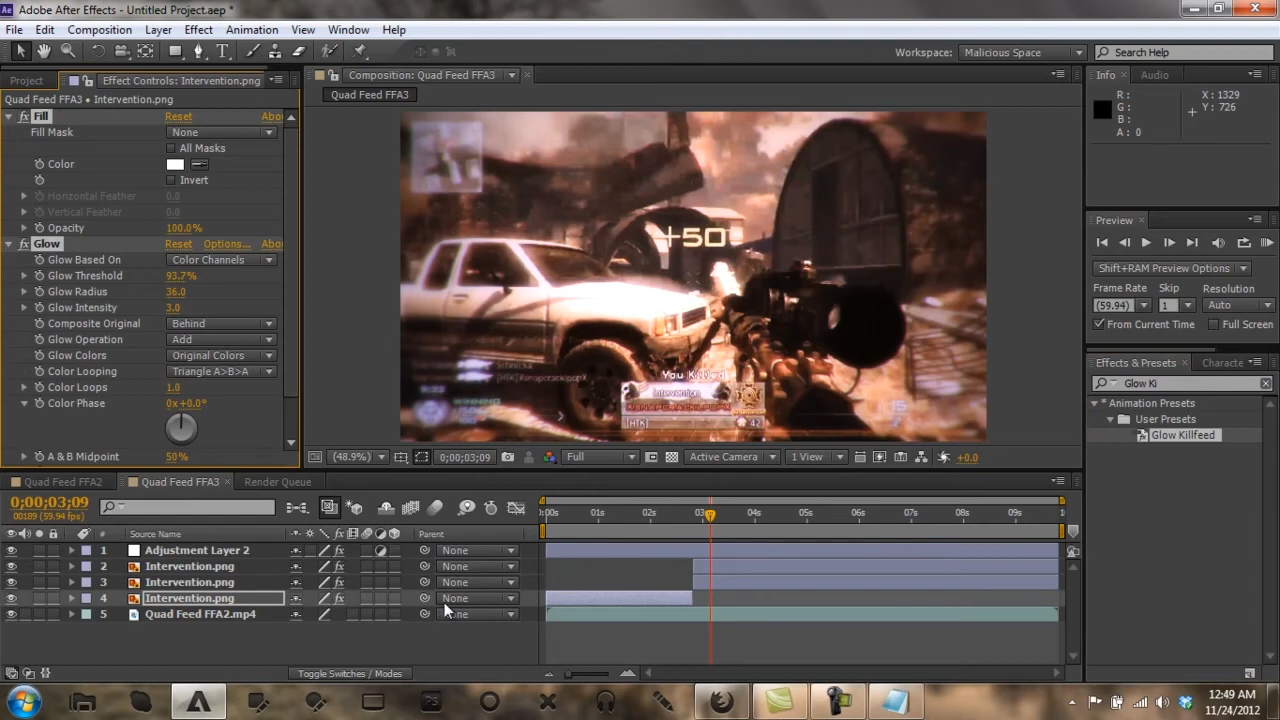 Adobe After Effects - Untitled Project.aep *
File Edit Composition Layer Effect Animation View Window Help
Workspace: Malicious Space Search Help
Project Effect Controls: Intervention.png
Quad Feed FFA3 • Intervention.png
Fill Reset Abo
Fill Mask None
All Masks
Color
Invert
Horizontal Feather 0.0
Vertical Feather 0.0
Opacity 100.0%
Glow Reset Options... Abo
Glow Based On Color Channels
Glow Threshold 93.7%
Glow Radius 36.0
Glow Intensity 3.0
Composite Original Behind
Glow Operation Add
Glow Colors Original Colors
Color Looping Triangle A>B>A
Color Loops 1.0
Color Phase 0x+0.0°
A & B Midpoint 50%
Composition: Quad Feed FFA3
Quad Feed FFA3
+50
You Killed
Intervention
[HTK] 42
(48.9%) 0;00;03;09 Full Active Camera 1 View +0.0
Info Audio
R : X : 1329
G : Y : 726
B :
A : 0
Preview
Shift+RAM Preview Options
Frame Rate Skip Resolution
(59.94) 1 Auto
From Current Time Full Screen
Effects & Presets Characte
Glow Ki
* Animation Presets
User Presets
Glow Killfeed
Quad Feed FFA2 Quad Feed FFA3 Render Queue
0;00;03;09
00189 (59.94 fps)
0:00s 01s 02s 03s 04s 05s 06s 07s 08s 09s 1
# Source Name Parent
1 Adjustment Layer 2 None
2 Intervention.png None
3 Intervention.png None
4 Intervention.png None
5 Quad Feed FFA2.mp4 None
Toggle Switches / Modes
12:49 AM
11/24/2012